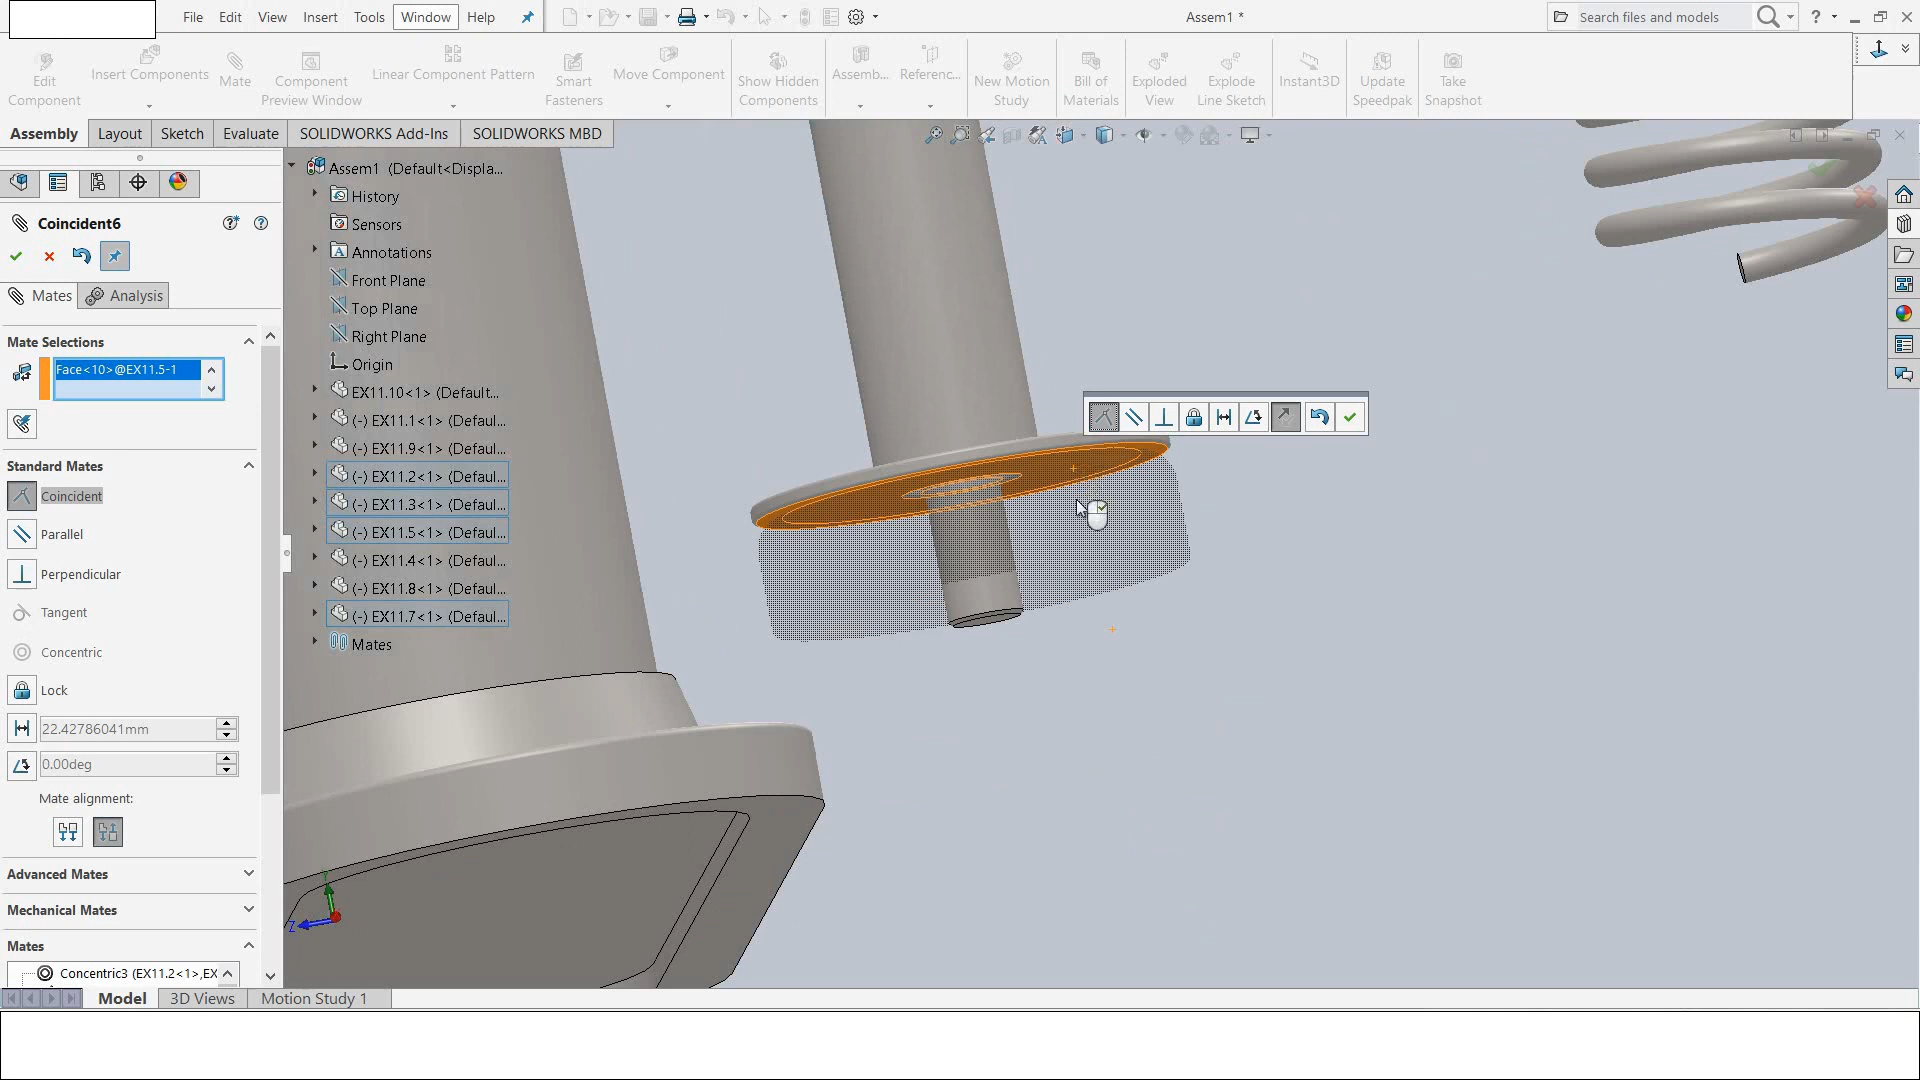 File Edit View Insert Tools Window Help
Assem1 *
Search files and models
Edit Component
Insert Components
Mate
Component Preview Window
Linear Component Pattern
Smart Fasteners
Move Component
Show Hidden Components
Assemb...
Referenc...
New Motion Study
Bill of Materials
Exploded View
Explode Line Sketch
Instant3D
Update Speedpak
Take Snapshot
Assembly Layout Sketch Evaluate SOLIDWORKS Add-Ins SOLIDWORKS MBD
Coincident6
Mates Analysis
Mate Selections
Face<10>@EX11.5-1
Standard Mates
Coincident
Parallel
Perpendicular
Tangent
Concentric
Lock
22.42786041mm
0.00deg
Mate alignment:
Advanced Mates
Mechanical Mates
Mates
Concentric3 (EX11.2<1>,EX
Assem1 (Default<Displa...
History
Sensors
Annotations
Front Plane
Top Plane
Right Plane
Origin
EX11.10<1> (Default...
(-) EX11.1<1> (Defaul...
(-) EX11.9<1> (Defaul...
(-) EX11.2<1> (Defaul...
(-) EX11.3<1> (Defaul...
(-) EX11.5<1> (Defaul...
(-) EX11.4<1> (Defaul...
(-) EX11.8<1> (Defaul...
(-) EX11.7<1> (Defaul...
Mates
Y
Z
Model 3D Views Motion Study 1